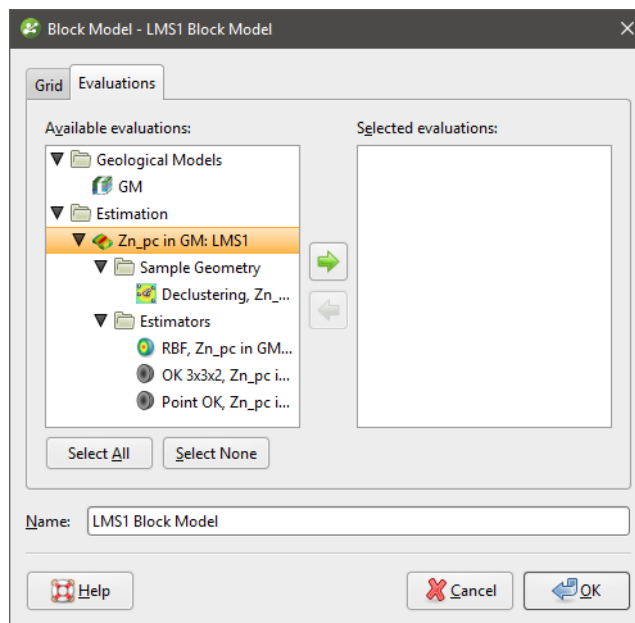 Block Model - LMS1 Block Model
Grid Evaluations
Available evaluations: Selected evaluations:
Geological Models
GM
Estimation
Zn_pc in GM: LMS1
Sample Geometry
Declustering, Zn_...
Estimators
RBF, Zn_pc in GM...
OK 3x3x2, Zn_pc i...
Point OK, Zn_pc i...
Select All Select None
Name: LMS1 Block Model
Help Cancel OK